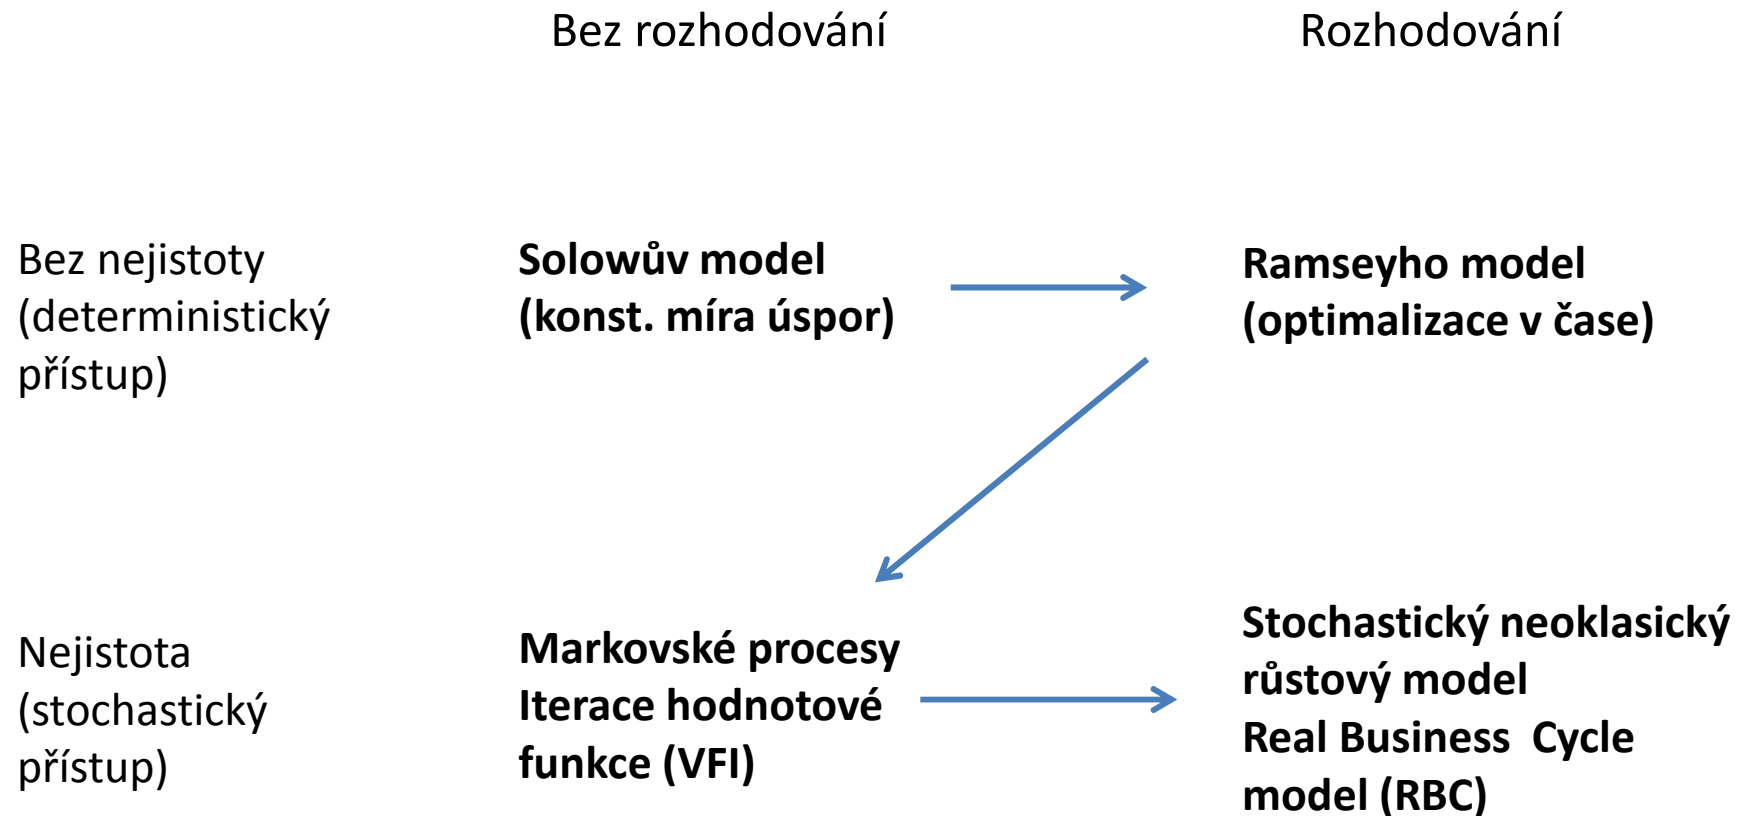 Bez rozhodování
Rozhodování
Bez nejistoty
(deterministický
přístup)
Solowův model
(konst. míra úspor)
Ramseyho model
(optimalizace v čase)
Nejistota
(stochastický
přístup)
Markovské procesy
Iterace hodnotové
funkce (VFI)
Stochastický neoklasický
růstový model
Real Business  Cycle
model (RBC)